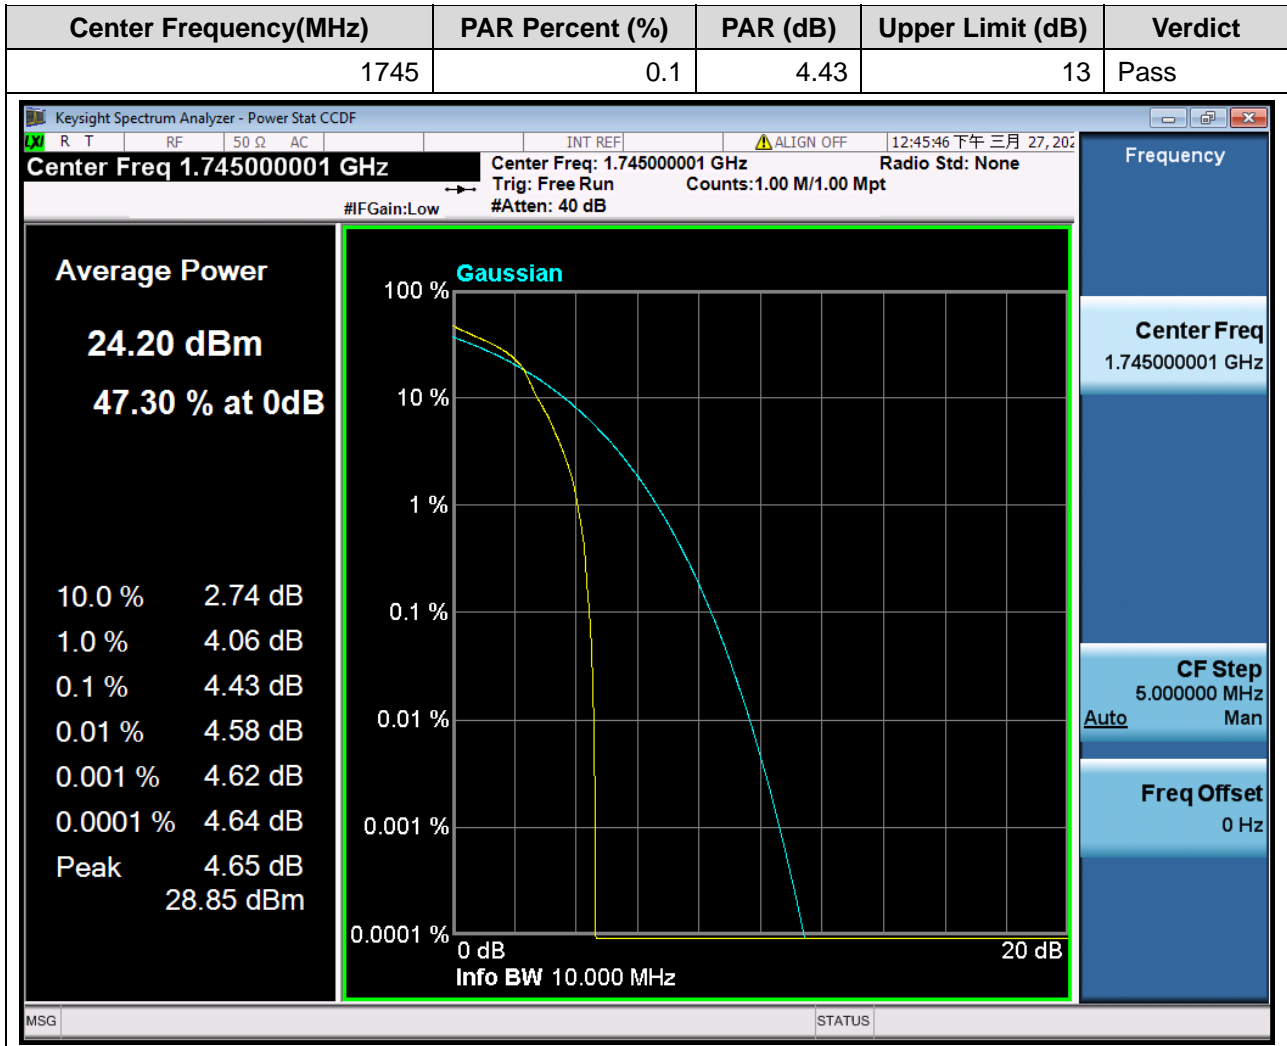 Center Frequency(MHz) PAR Percent (%) PAR (dB) Upper Limit (dB) Verdict
1745 0.1 4.43 13 Pass
Keysight Spectrum Analyzer - Power Stat CCDF
LXI R T RF 50 Ω AC INT REF ALIGN OFF 12:45:46 下午 三月 27, 202
Center Freq 1.745000001 GHz
#IFGain:Low
Center Freq: 1.745000001 GHz Radio Std: None
Trig: Free Run Counts:1.00 M/1.00 Mpt
#Atten: 40 dB
Average Power
24.20 dBm
47.30 % at 0dB
10.0 % 2.74 dB
1.0 % 4.06 dB
0.1 % 4.43 dB
0.01 % 4.58 dB
0.001 % 4.62 dB
0.0001 % 4.64 dB
Peak 4.65 dB
28.85 dBm
Gaussian
100 %
10 %
1 %
0.1 %
0.01 %
0.001 %
0.0001 %
0 dB 20 dB
Info BW 10.000 MHz
Frequency
Center Freq
1.745000001 GHz
CF Step
5.000000 MHz
Auto Man
Freq Offset
0 Hz
MSG STATUS